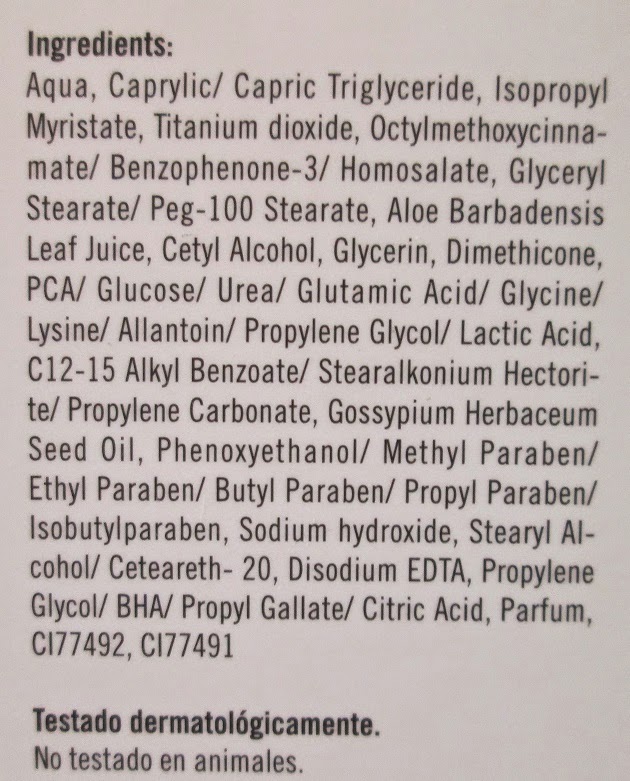 Ingredients:
Aqua, Caprylic/ Capric Triglyceride, Isopropyl
Myristate, Titanium dioxide, Octylmethoxycinna-
mate/ Benzophenone-3/ Homosalate, Glyceryl
Stearate/ Peg-100 Stearate, Aloe Barbadensis
Leaf Juice, Cetyl Alcohol, Glycerin, Dimethicone,
PCA/ Glucose/ Urea/ Glutamic Acid/ Glycine/
Lysine/ Allantoin/ Propylene Glycol/ Lactic Acid,
C12-15 Alkyl Benzoate/ Stearalkonium Hectori-
te/ Propylene Carbonate, Gossypium Herbaceum
Seed Oil, Phenoxyethanol/ Methyl Paraben/
Ethyl Paraben/ Butyl Paraben/ Propyl Paraben/
Isobutylparaben, Sodium hydroxide, Stearyl Al-
cohol/ Ceteareth- 20, Disodium EDTA, Propylene
Glycol/ BHA/ Propyl Gallate/ Citric Acid, Parfum,
CI77492, CI77491
Testado dermatológicamente.
No testado en animales.